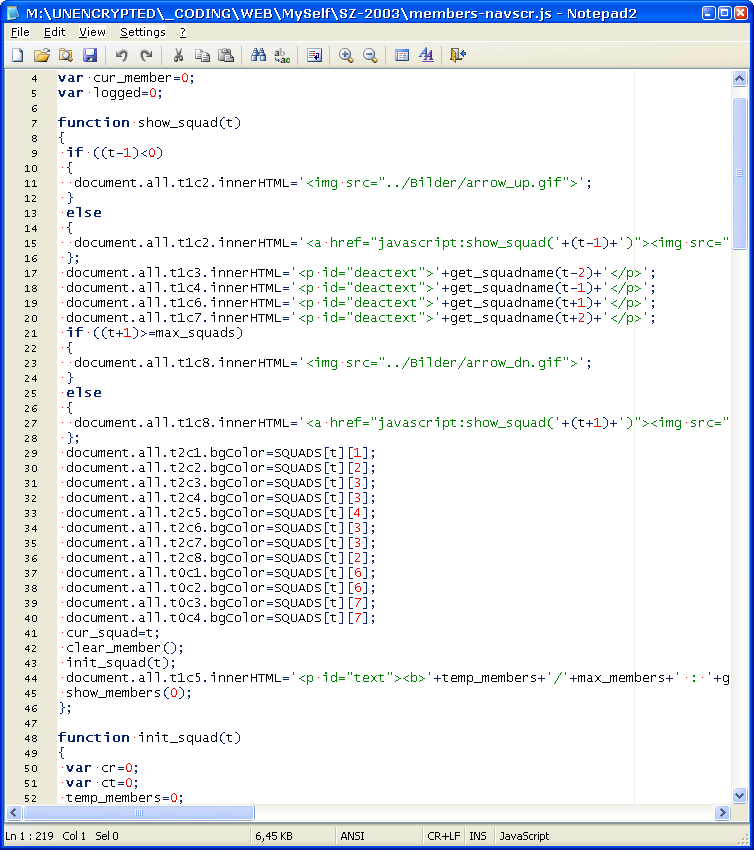 M:\UNENCRYPTED\_CODING\WEB\MySelf\SZ-2003\members-navscr.js - Notepad2
File Edit View Settings ?
4 var cur_member=0;
5 var logged=0;
6
7 function show_squad(t)
8 {
9 if ((t-1)<0)
10 {
11 document.all.t1c2.innerHTML='<img src="../Bilder/arrow_up.gif">';
12 }
13 else
14 {
15 document.all.t1c2.innerHTML='<a href="javascript:show_squad('+(t-1)+')"><img src="
16 };
17 document.all.t1c3.innerHTML='<p id="deactext">'+get_squadname(t-2)+'</p>';
18 document.all.t1c4.innerHTML='<p id="deactext">'+get_squadname(t-1)+'</p>';
19 document.all.t1c6.innerHTML='<p id="deactext">'+get_squadname(t+1)+'</p>';
20 document.all.t1c7.innerHTML='<p id="deactext">'+get_squadname(t+2)+'</p>';
21 if ((t+1)>=max_squads)
22 {
23 document.all.t1c8.innerHTML='<img src="../Bilder/arrow_dn.gif">';
24 }
25 else
26 {
27 document.all.t1c8.innerHTML='<a href="javascript:show_squad('+(t+1)+')"><img src="
28 };
29 document.all.t2c1.bgColor=SQUADS[t][1];
30 document.all.t2c2.bgColor=SQUADS[t][2];
31 document.all.t2c3.bgColor=SQUADS[t][3];
32 document.all.t2c4.bgColor=SQUADS[t][3];
33 document.all.t2c5.bgColor=SQUADS[t][4];
34 document.all.t2c6.bgColor=SQUADS[t][3];
35 document.all.t2c7.bgColor=SQUADS[t][3];
36 document.all.t2c8.bgColor=SQUADS[t][2];
37 document.all.t0c1.bgColor=SQUADS[t][6];
38 document.all.t0c2.bgColor=SQUADS[t][6];
39 document.all.t0c3.bgColor=SQUADS[t][7];
40 document.all.t0c4.bgColor=SQUADS[t][7];
41 cur_squad=t;
42 clear_member();
43 init_squad(t);
44 document.all.t1c5.innerHTML='<p id="text"><b>'+temp_members+'/'+max_members+' : '+g
45 show_members(0);
46 };
47
48 function init_squad(t)
49 {
50 var cr=0;
51 var ct=0;
52 temp_members=0;
Ln 1 : 219 Col 1 Sel 0 6,45 KB ANSI CR+LF INS JavaScript